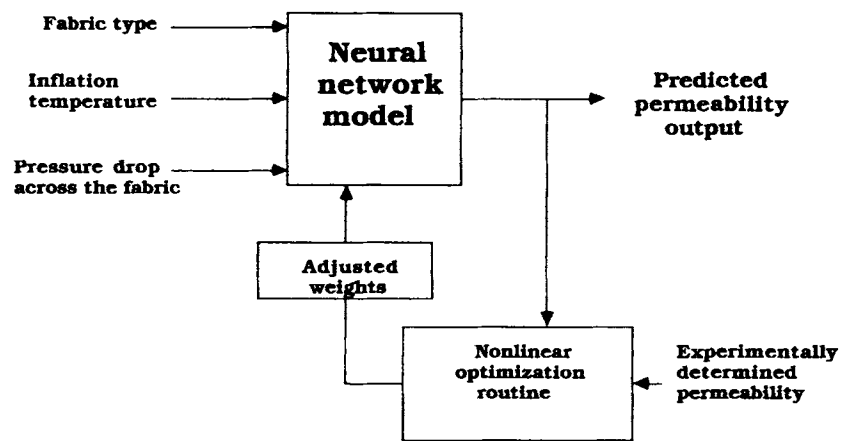 Fabric type
Inflation
temperature
Pressure drop
across the fabric
Neural
network
model
Predicted
permeability
output
Adjusted
weights
Nonlinear
optimization
routine
Experimentally
determined
permeability